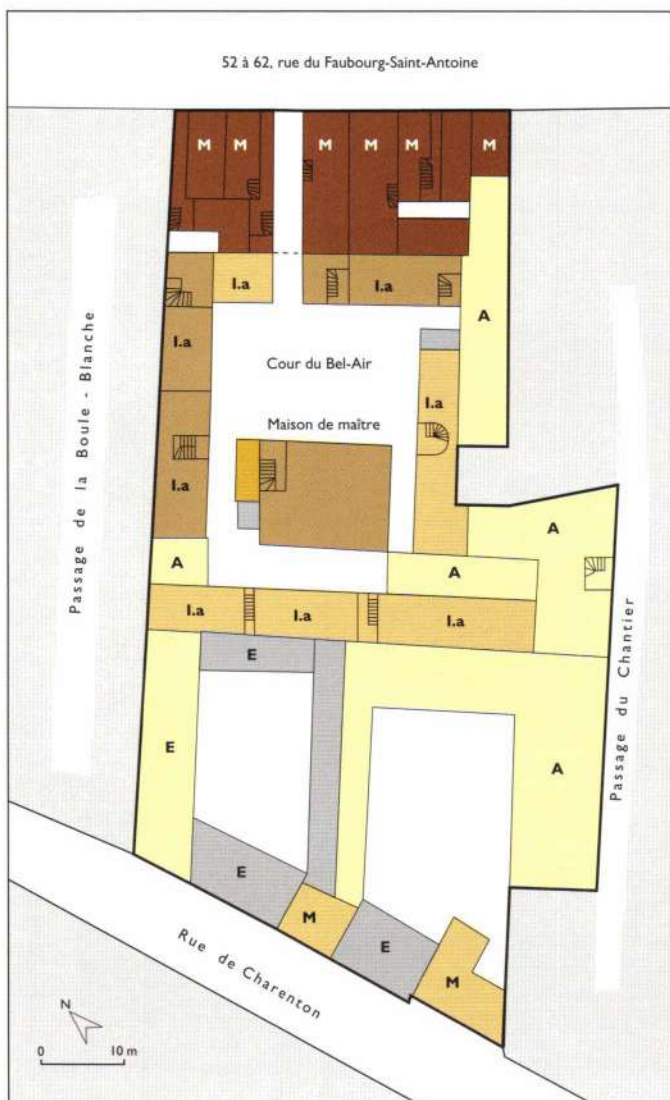 52 à 62, rue du Faubourg-Saint-Antoine
M M M M M M
I.a I.a
A
I.a
Cour du Bel-Air
I.a
Maison de maître
I.a
Passage de la Boule - Blanche
A
A
A
I.a I.a I.a
E
E
A
Passage du Chantier
E
M
E
M
Rue de Charenton
N
0 10 m